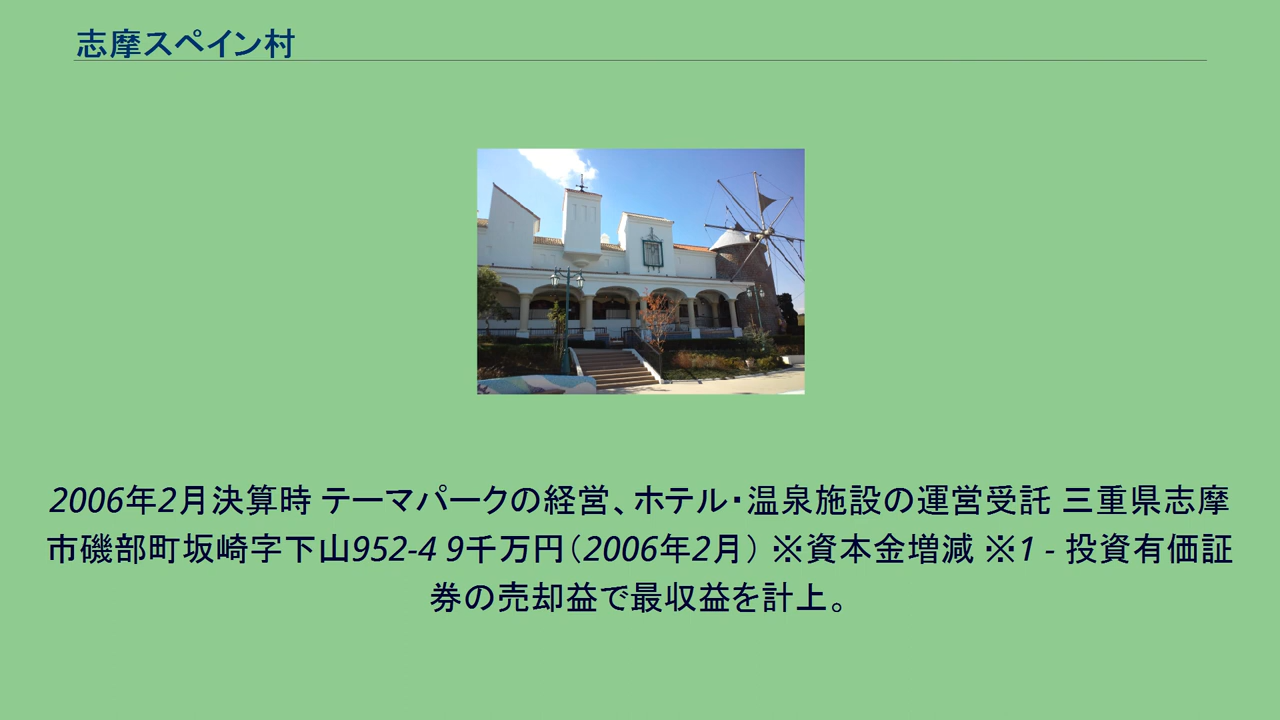 志摩スペイン村
2006年2月決算時 テーマパークの経営、ホテル・温泉施設の運営受託 三重県志摩
市磯部町坂崎字下山952-4 9千万円（2006年2月） ※資本金増減 ※1 - 投資有価証
券の売却益で最収益を計上。